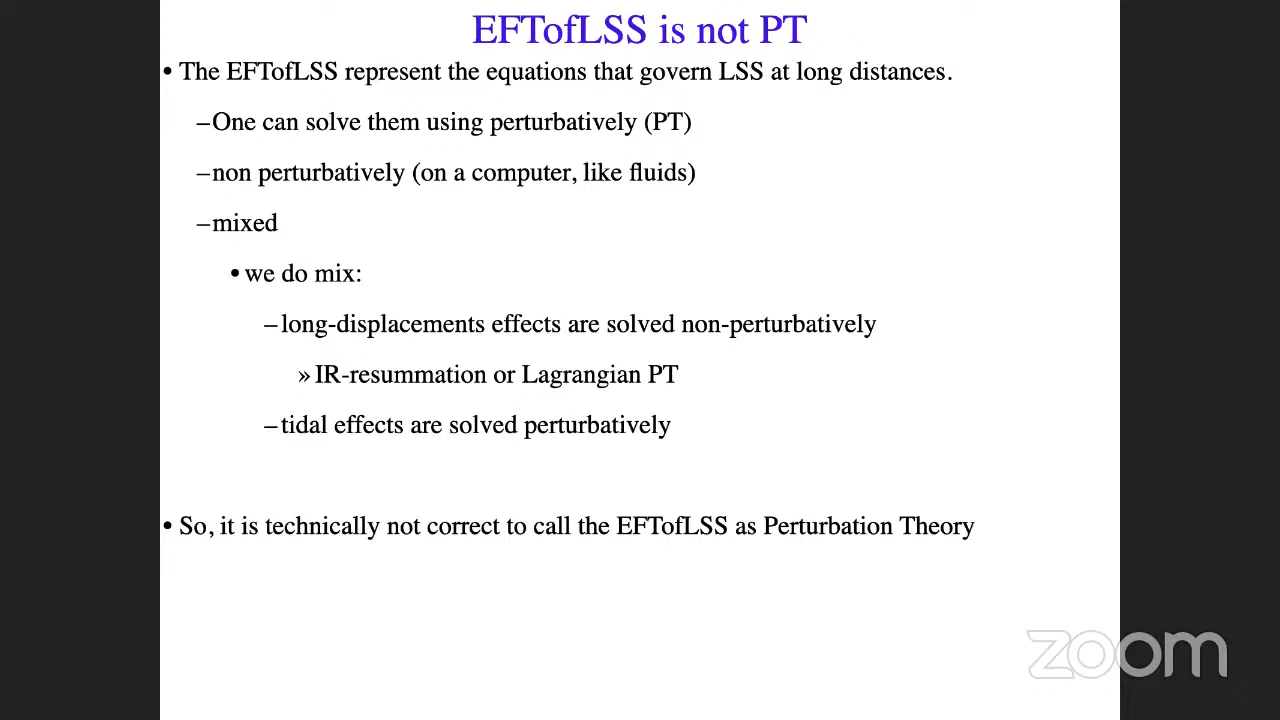 EFTofLSS is not PT
• The EFTofLSS represent the equations that govern LSS at long distances.
–One can solve them using perturbatively (PT)
–non perturbatively (on a computer, like fluids)
–mixed
• we do mix:
–long-displacements effects are solved non-perturbatively
» IR-resummation or Lagrangian PT
–tidal effects are solved perturbatively
• So, it is technically not correct to call the EFTofLSS as Perturbation Theory
zoom